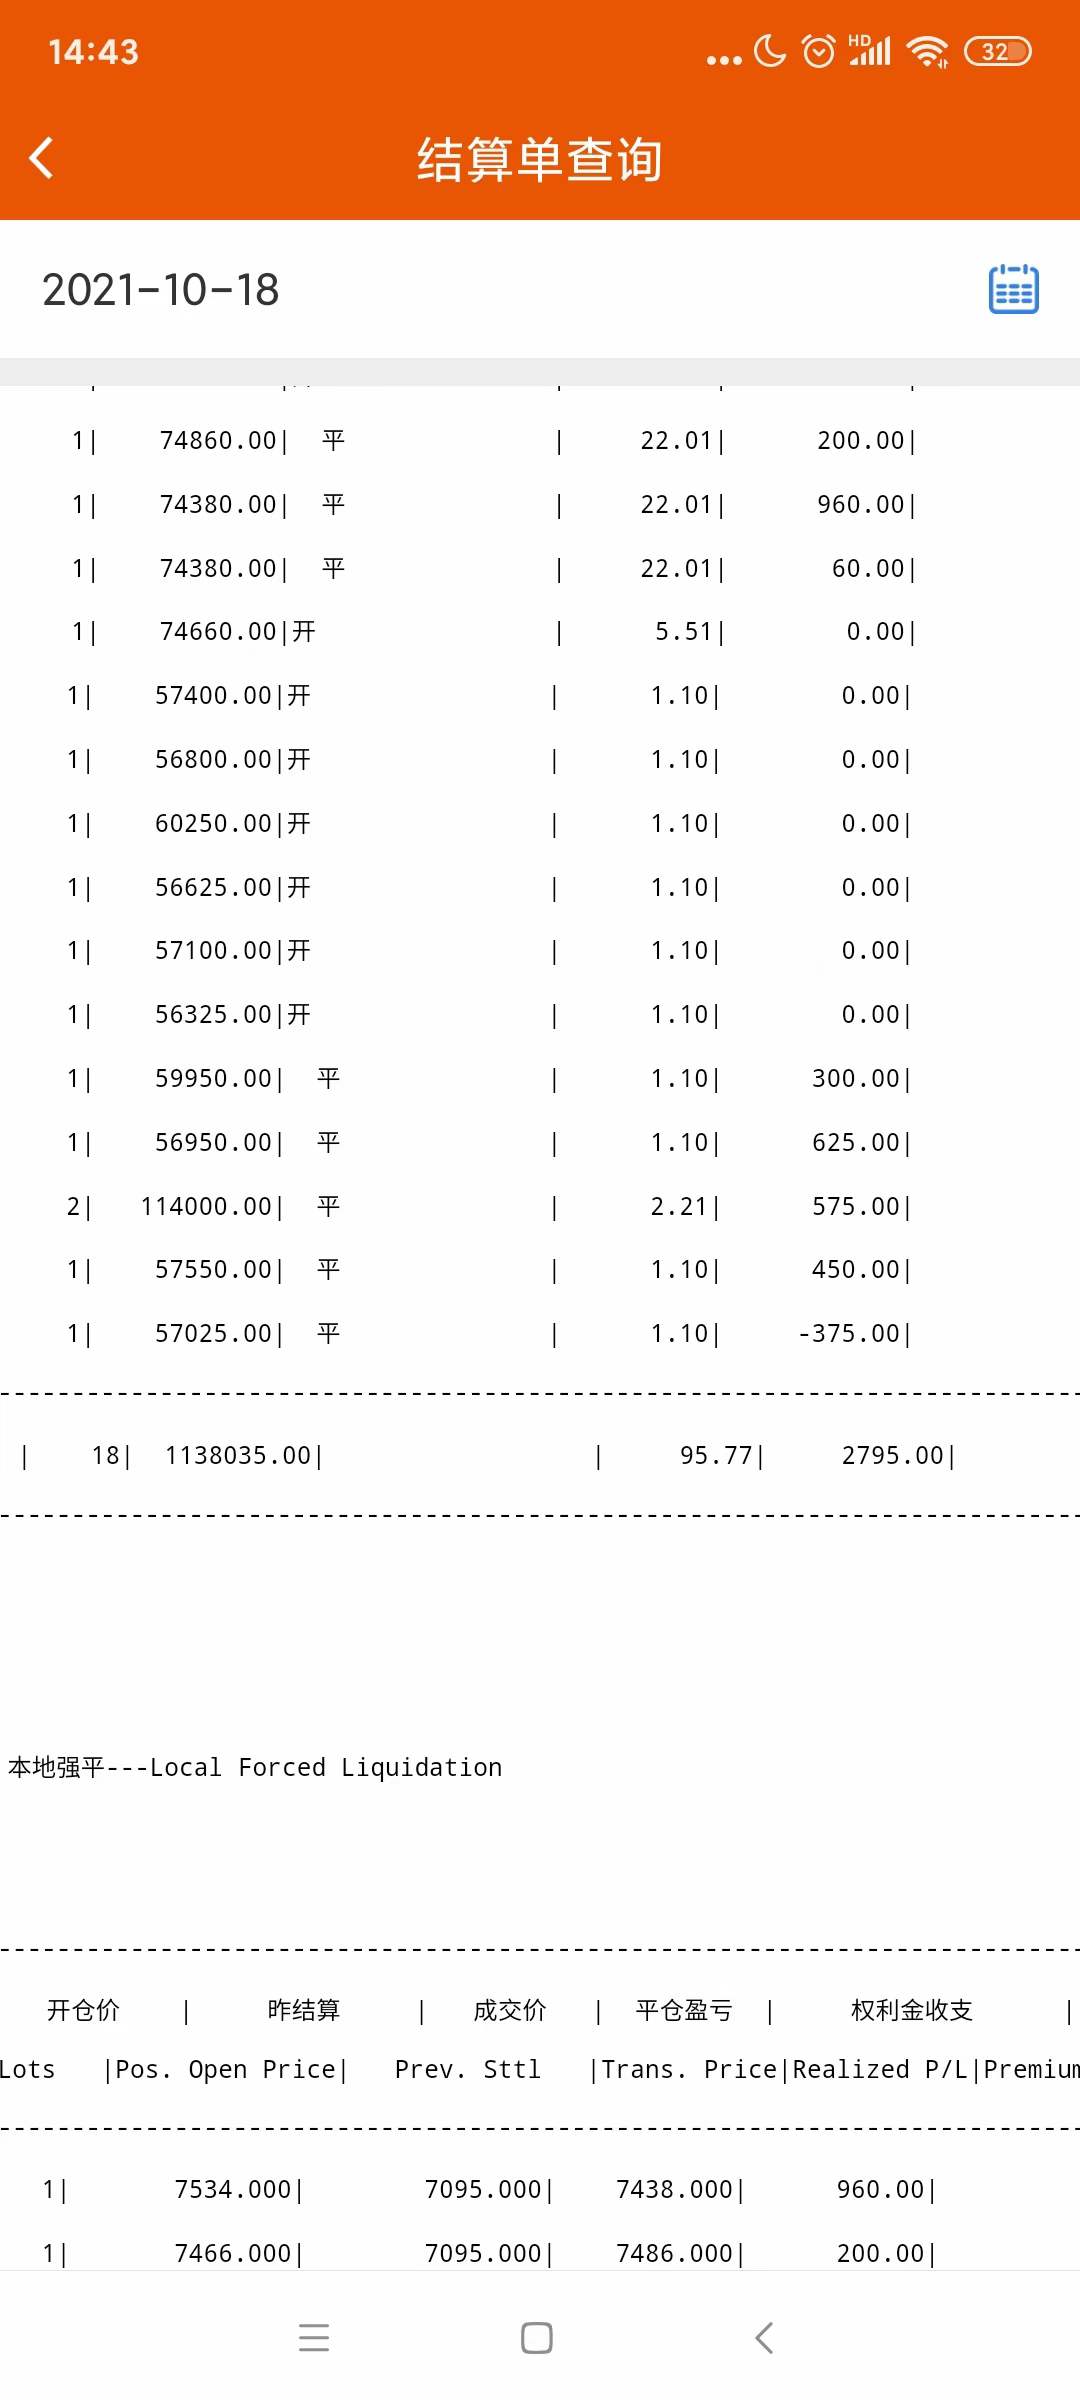 14:43
HD
32
结算单查询
2021-10-18
1| 74860.00| 平 | 22.01| 200.00|
1| 74380.00| 平 | 22.01| 960.00|
1| 74380.00| 平 | 22.01| 60.00|
1| 74660.00|开 | 5.51| 0.00|
1| 57400.00|开 | 1.10| 0.00|
1| 56800.00|开 | 1.10| 0.00|
1| 60250.00|开 | 1.10| 0.00|
1| 56625.00|开 | 1.10| 0.00|
1| 57100.00|开 | 1.10| 0.00|
1| 56325.00|开 | 1.10| 0.00|
1| 59950.00| 平 | 1.10| 300.00|
1| 56950.00| 平 | 1.10| 625.00|
2| 114000.00| 平 | 2.21| 575.00|
1| 57550.00| 平 | 1.10| 450.00|
1| 57025.00| 平 | 1.10| -375.00|
| 18| 1138035.00| | 95.77| 2795.00|
本地强平---Local Forced Liquidation
开仓价 | 昨结算 | 成交价 | 平仓盈亏 | 权利金收支 |
Lots |Pos. Open Price| Prev. Sttl |Trans. Price|Realized P/L|Premium
1| 7534.000| 7095.000| 7438.000| 960.00|
1| 7466.000| 7095.000| 7486.000| 200.00|